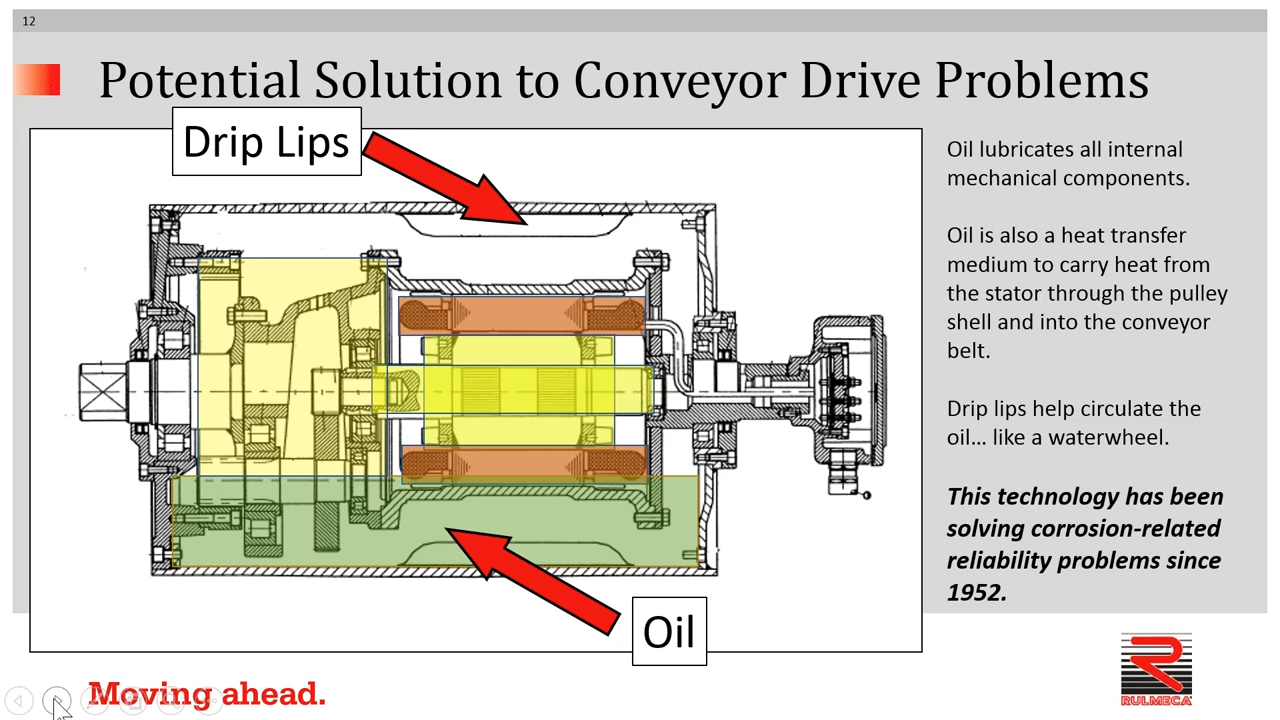 12
Potential Solution to Conveyor Drive Problems
Drip Lips
Oil lubricates all internal
mechanical components.
Oil is also a heat transfer
medium to carry heat from
the stator through the pulley
shell and into the conveyor
belt.
Drip lips help circulate the
oil... like a waterwheel.
This technology has been
solving corrosion-related
reliability problems since
1952.
Oil
Moving ahead.
RULMECA